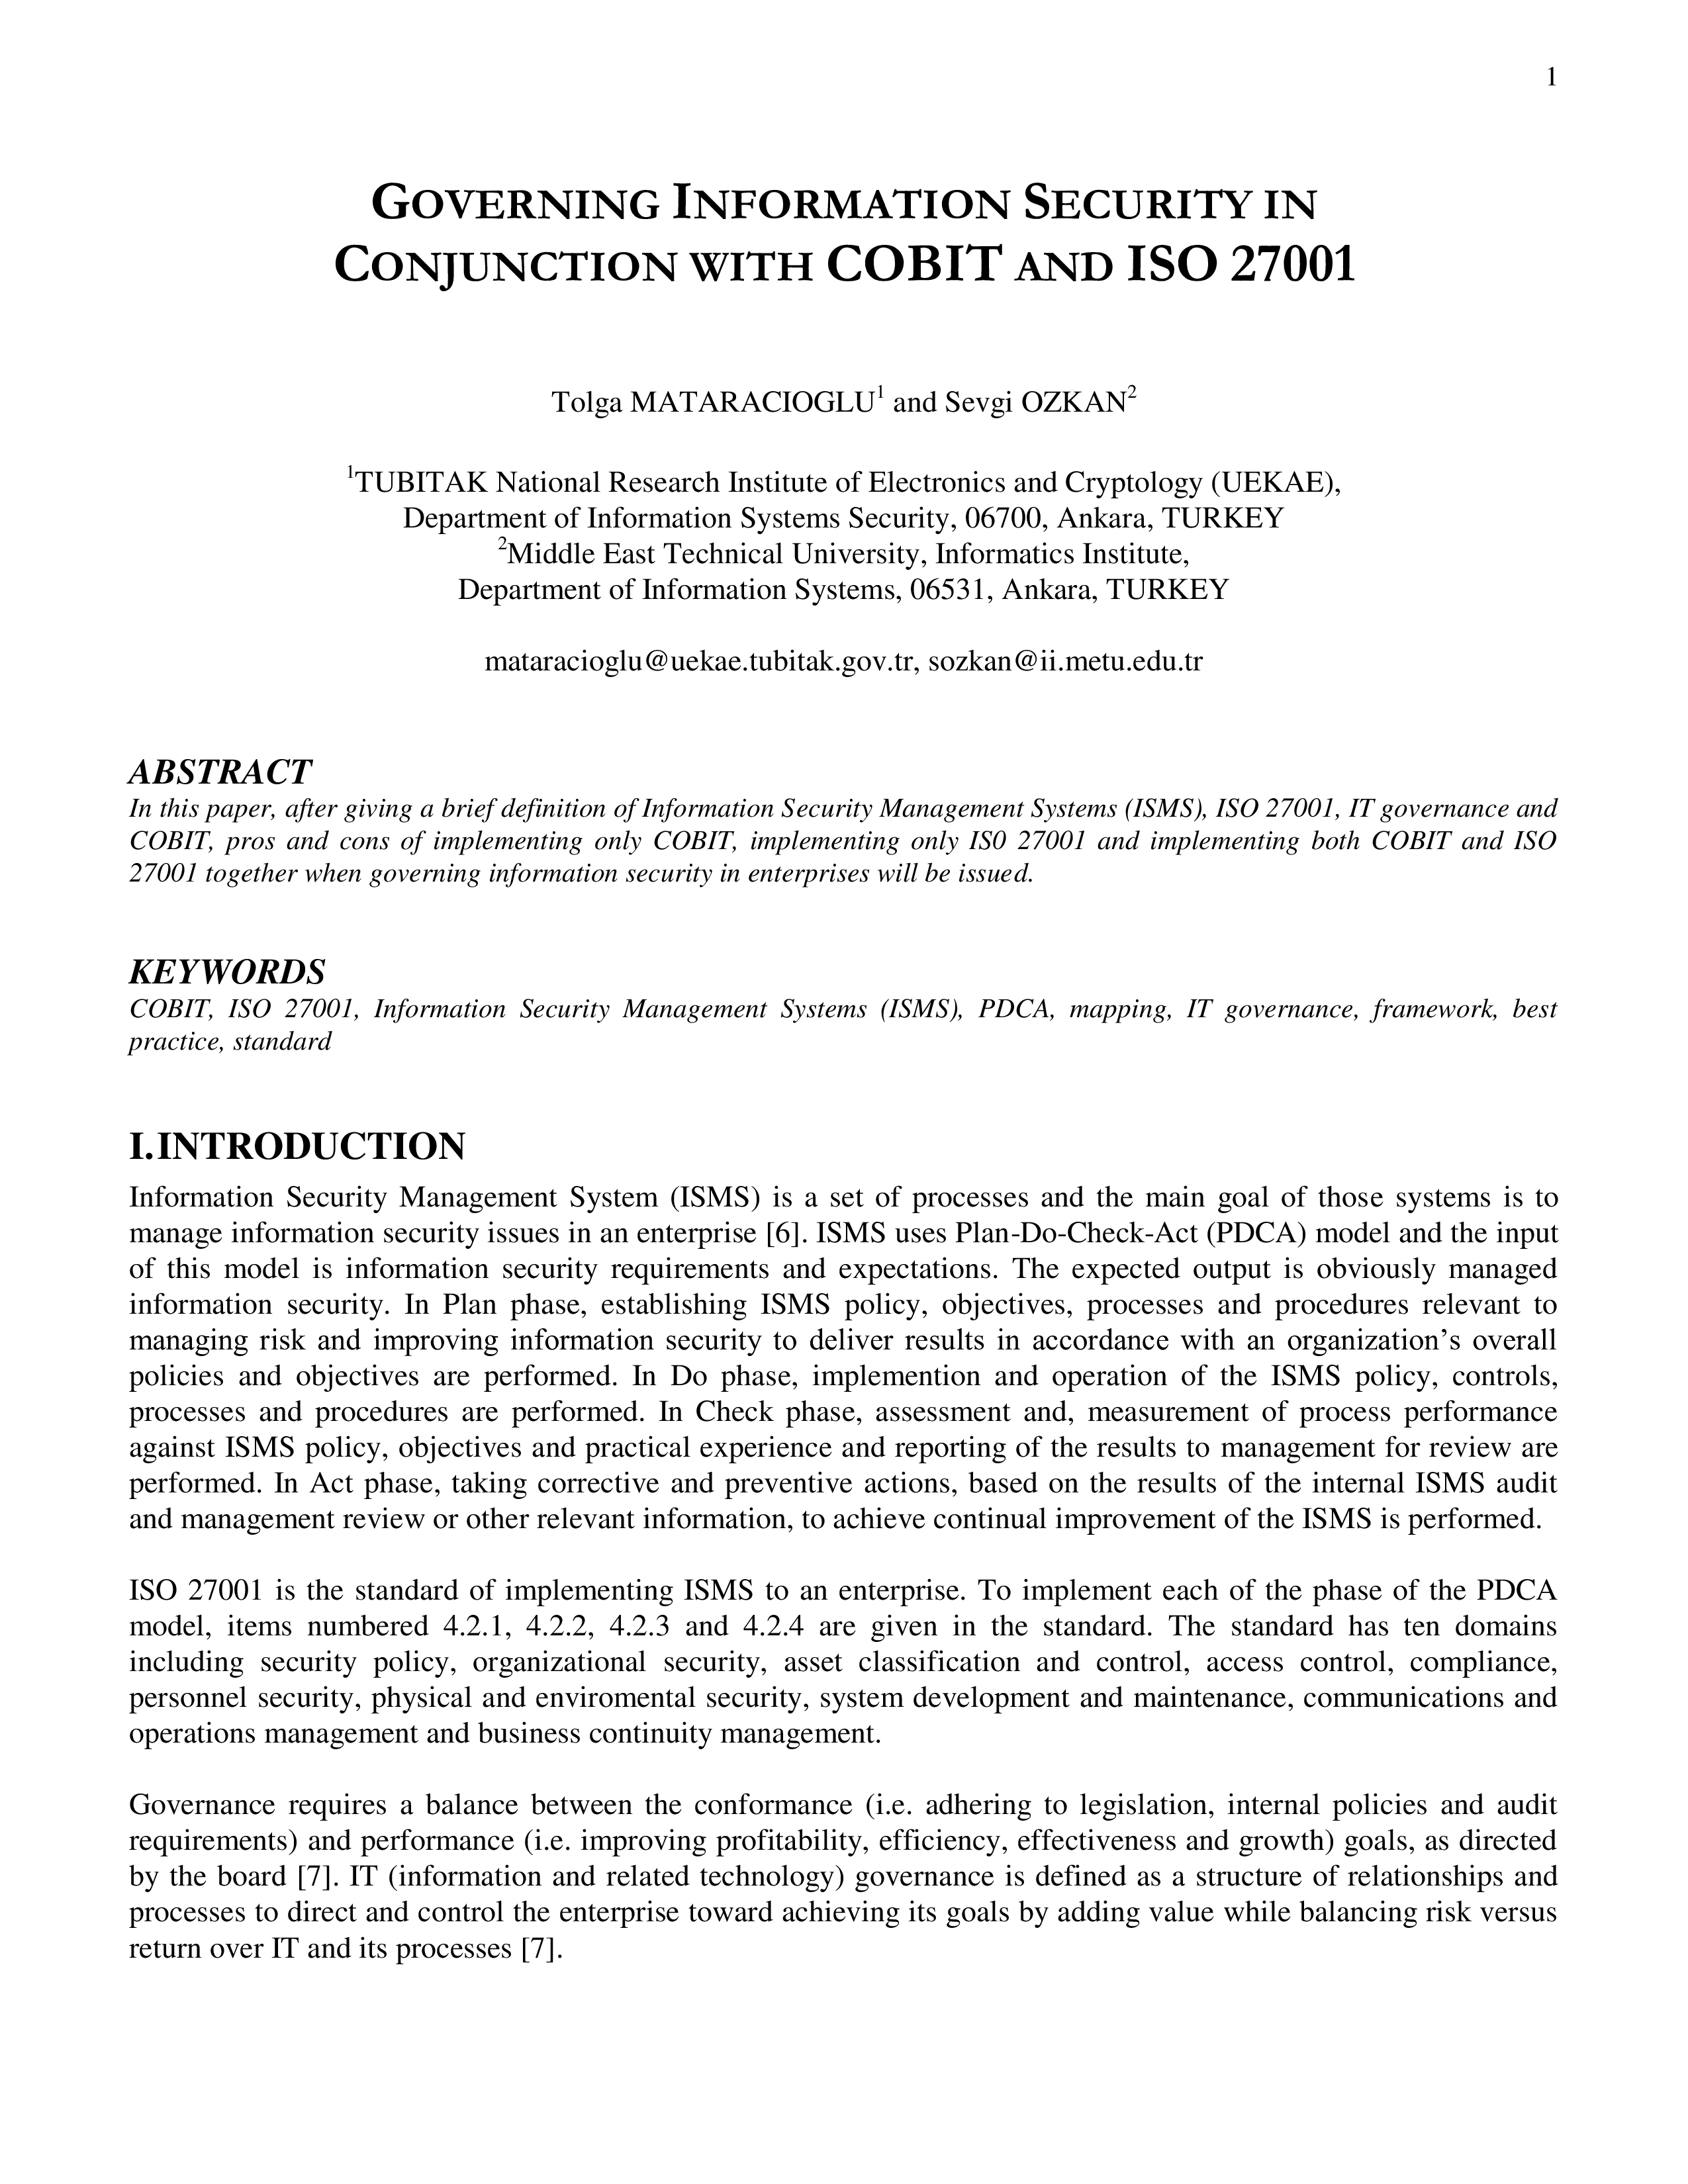 1
GOVERNING INFORMATION SECURITY IN
CONJUNCTION WITH COBIT AND ISO 27001
Tolga MATARACIOGLU1 and Sevgi OZKAN2
1TUBITAK National Research Institute of Electronics and Cryptology (UEKAE),
Department of Information Systems Security, 06700, Ankara, TURKEY
2Middle East Technical University, Informatics Institute,
Department of Information Systems, 06531, Ankara, TURKEY
mataracioglu@uekae.tubitak.gov.tr, sozkan@ii.metu.edu.tr
ABSTRACT
In this paper, after giving a brief definition of Information Security Management Systems (ISMS), ISO 27001, IT governance and
COBIT, pros and cons of implementing only COBIT, implementing only IS0 27001 and implementing both COBIT and ISO
27001 together when governing information security in enterprises will be issued.
KEYWORDS
COBIT, ISO 27001, Information Security Management Systems (ISMS), PDCA, mapping, IT governance, framework, best
practice, standard
I. INTRODUCTION
Information Security Management System (ISMS) is a set of processes and the main goal of those systems is to
manage information security issues in an enterprise [6]. ISMS uses Plan-Do-Check-Act (PDCA) model and the input
of this model is information security requirements and expectations. The expected output is obviously managed
information security. In Plan phase, establishing ISMS policy, objectives, processes and procedures relevant to
managing risk and improving information security to deliver results in accordance with an organization's overall
policies and objectives are performed. In Do phase, implemention and operation of the ISMS policy, controls,
processes and procedures are performed. In Check phase, assessment and, measurement of process performance
against ISMS policy, objectives and practical experience and reporting of the results to management for review are
performed. In Act phase, taking corrective and preventive actions, based on the results of the internal ISMS audit
and management review or other relevant information, to achieve continual improvement of the ISMS is performed.
ISO 27001 is the standard of implementing ISMS to an enterprise. To implement each of the phase of the PDCA
model, items numbered 4.2.1, 4.2.2, 4.2.3 and 4.2.4 are given in the standard. The standard has ten domains
including security policy, organizational security, asset classification and control, access control, compliance,
personnel security, physical and enviromental security, system development and maintenance, communications and
operations management and business continuity management.
Governance requires a balance between the conformance (i.e. adhering to legislation, internal policies and audit
requirements) and performance (i.e. improving profitability, efficiency, effectiveness and growth) goals, as directed
by the board [7]. IT (information and related technology) governance is defined as a structure of relationships and
processes to direct and control the enterprise toward achieving its goals by adding value while balancing risk versus
return over IT and its processes [7].